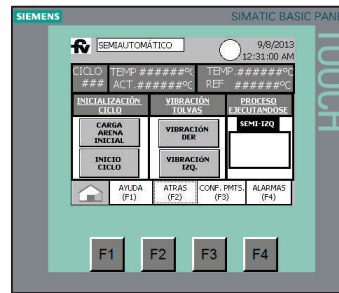 SIEMENS
SIMATIC BASIC PAN
TOUCH
fv SEMIAUTOMÁTICO 9/8/2013
12:31:00 AM
CICLO TEMP ######ºC TEMP.######ºC
### ACT.######ºC REF ######ºC
INICIALIZACIÓN VIBRACIÓN PROCESO
CICLO TOLVAS EJECUTANDOSE
CARGA
ARENA
INICIAL
VIBRACIÓN
DER
SEMI-IZQ
INICIO
CICLO
VIBRACIÓN
IZQ.
AYUDA ATRAS CONF. PMTS. ALARMAS
(F1) (F2) (F3) (F4)
F1 F2 F3 F4